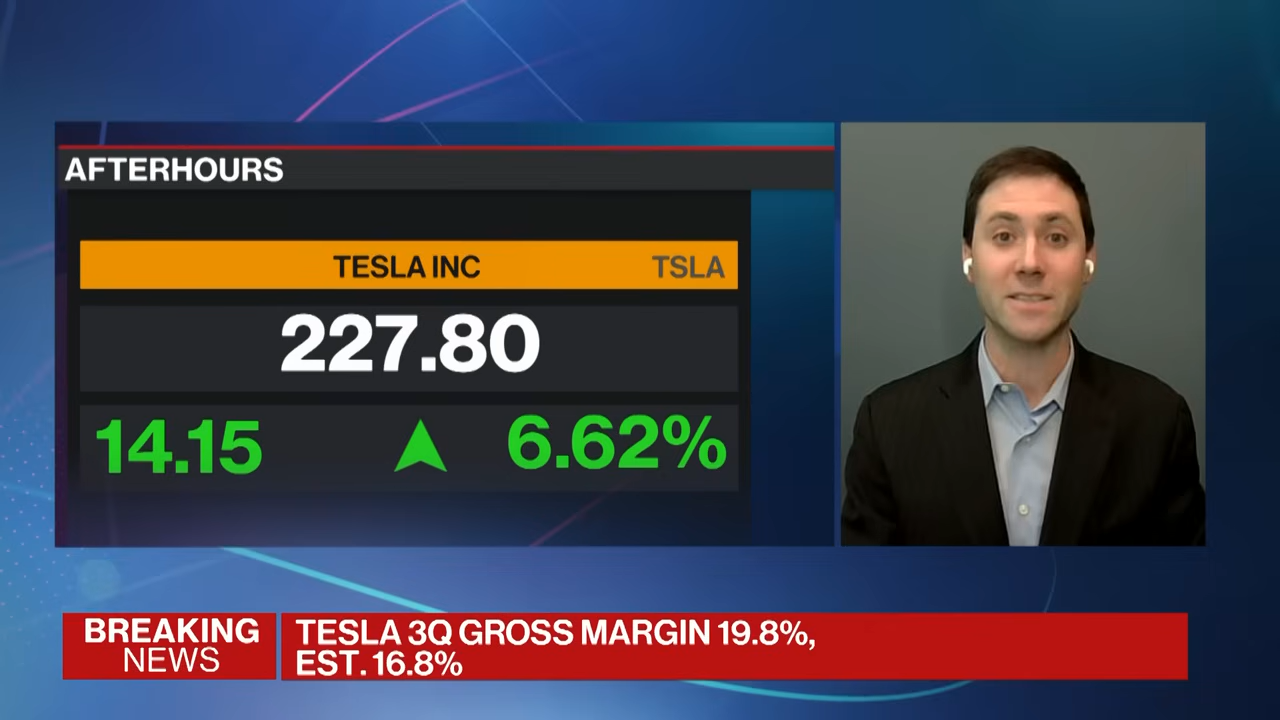 AFTERHOURS
TESLA INC TSLA
227.80
14.15 ▲ 6.62%
BREAKING
NEWS
TESLA 3Q GROSS MARGIN 19.8%,
EST. 16.8%